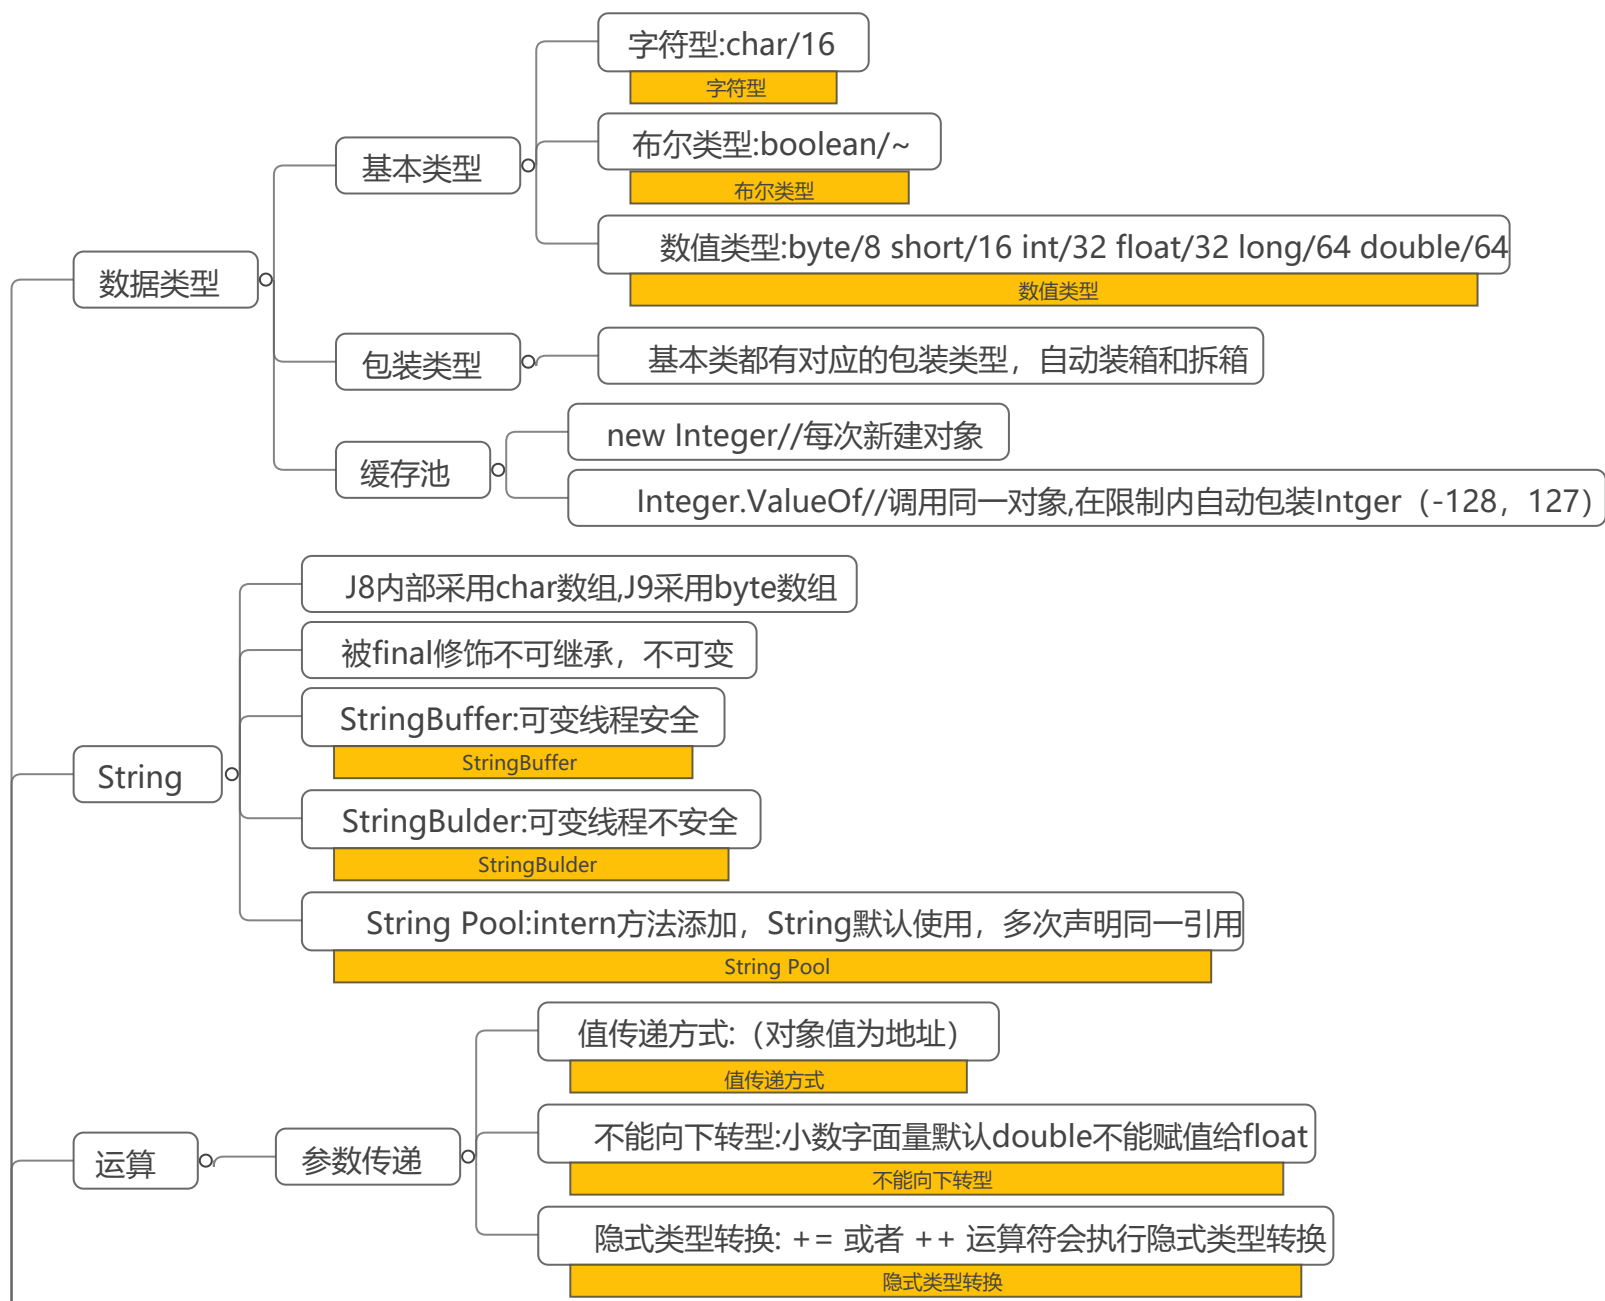 字符型:char/16
字符型
布尔类型:boolean/~
基本类型
布尔类型
数值类型:byte/8 short/16 int/32 float/32 long/64 double/64
数据类型
数值类型
包装类型
基本类都有对应的包装类型，自动装箱和拆箱
new Integer//每次新建对象
缓存池
Integer.ValueOf//调用同一对象,在限制内自动包装Intger（-128，127）
J8内部采用char数组,J9采用byte数组
被final修饰不可继承，不可变
StringBuffer:可变线程安全
StringBuffer
String
StringBulder:可变线程不安全
StringBulder
String Pool:intern方法添加，String默认使用，多次声明同一引用
String Pool
值传递方式:（对象值为地址）
值传递方式
运算
参数传递
不能向下转型:小数字面量默认double不能赋值给float
不能向下转型
隐式类型转换: += 或者 ++ 运算符会执行隐式类型转换
隐式类型转换